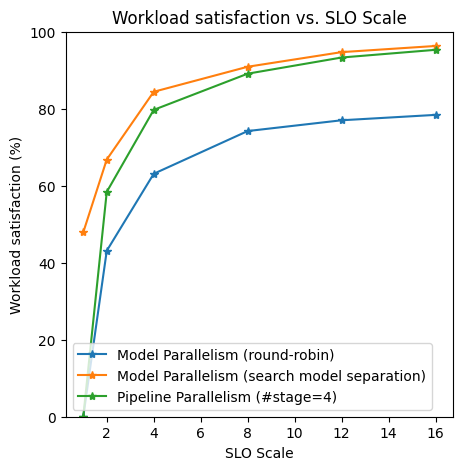 Workload satisfaction vs. SLO Scale
100
80
60
40
20
0
Workload satisfaction (%)
Model Parallelism (round-robin)
Model Parallelism (search model separation)
Pipeline Parallelism (#stage=4)
2 4 6 8 10 12 14 16
SLO Scale